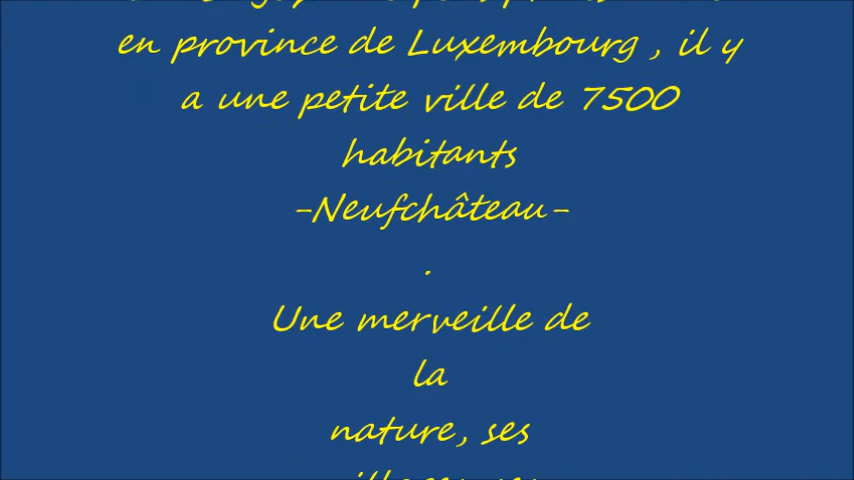 en province de Luxembourg , il y
a une petite ville de 7500
habitants
-Neufchâteau-
.
Une merveille de
la
nature, ses